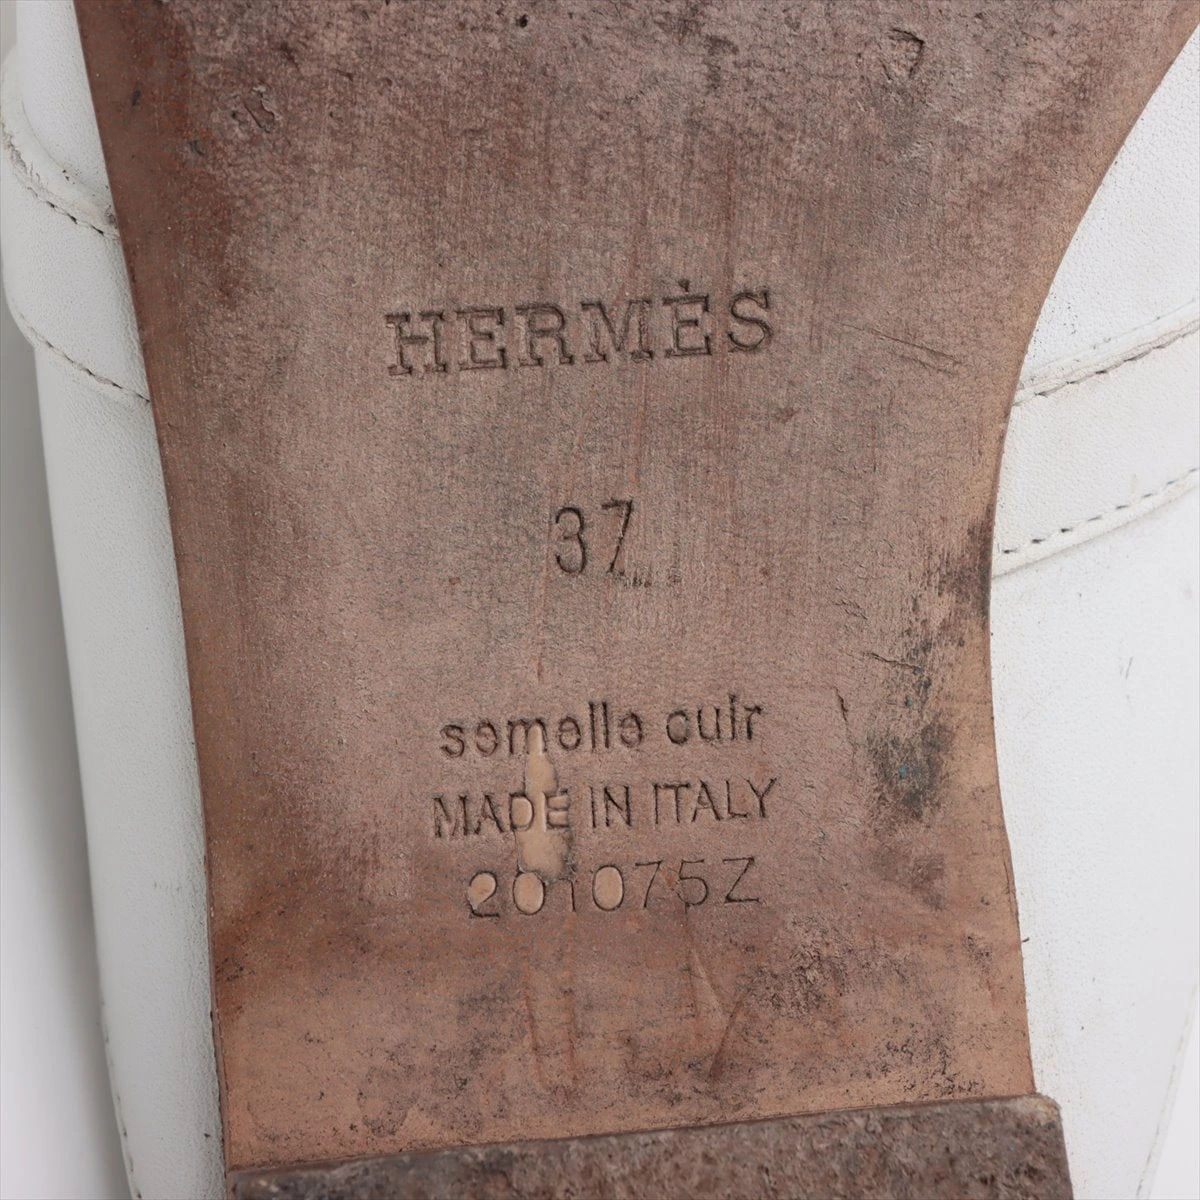 HERMÈS
37
semelle cuir
MADE IN ITALY
201075Z